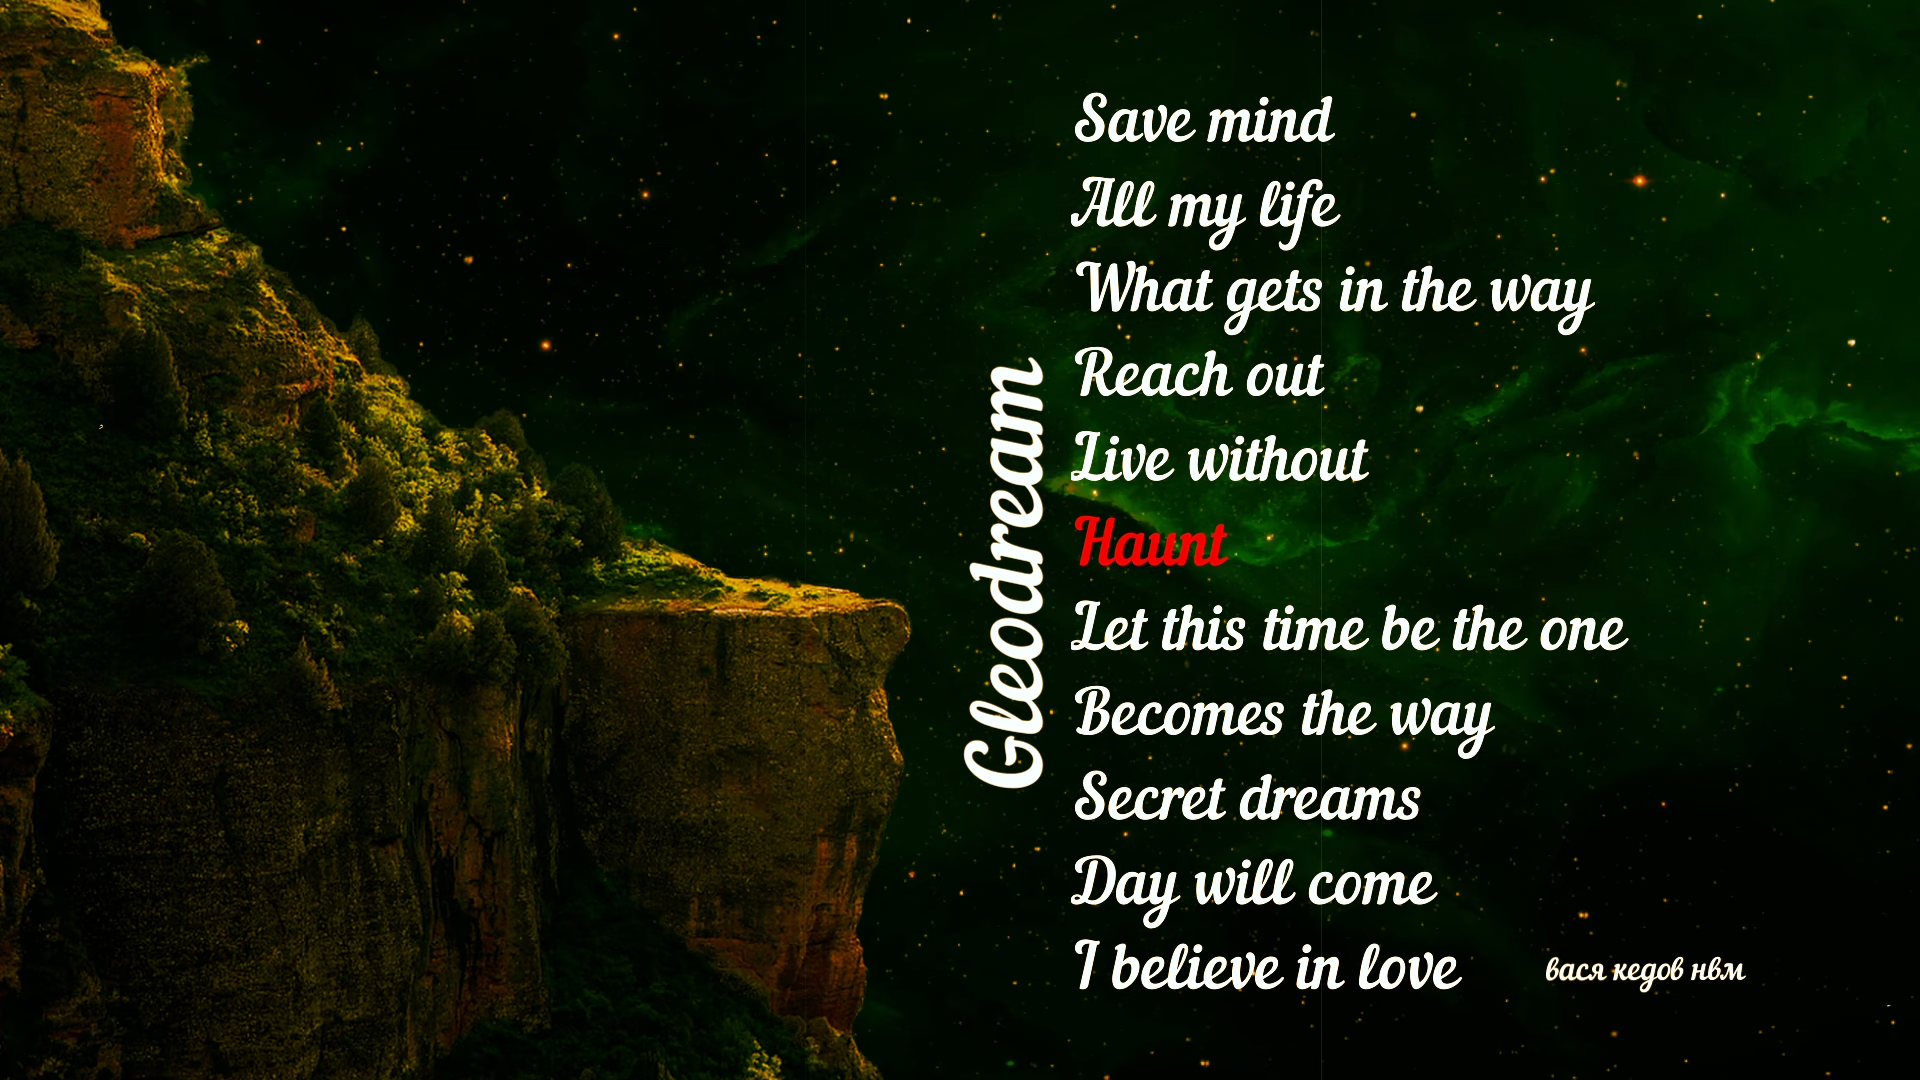 Gleodream
Save mind
All my life
What gets in the way
Reach out
Live without
Haunt
Let this time be the one
Becomes the way
Secret dreams
Day will come
I believe in love
вася кедов нвм